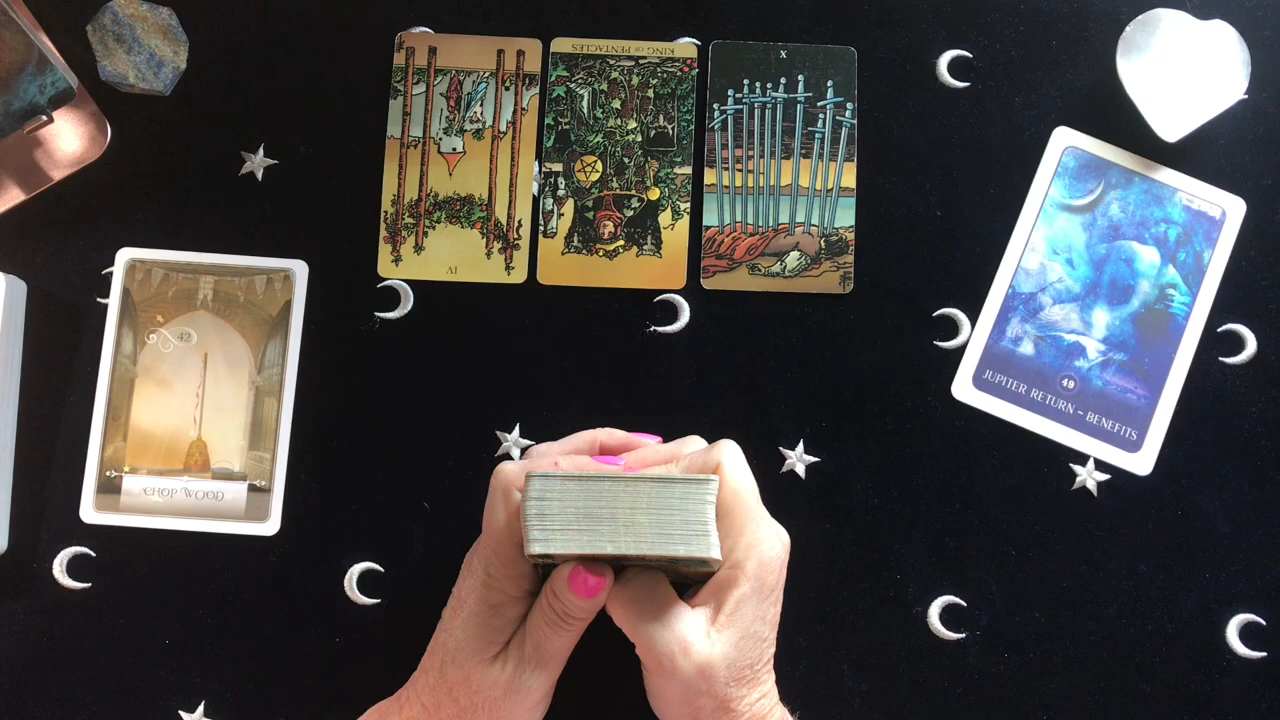 KING OF PENTACLES
X
IV
42
CHOP WOOD
49
JUPITER RETURN - BENEFITS